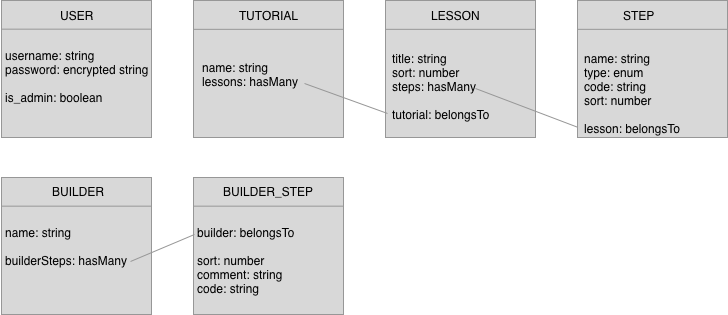 USER
username: string
password: encrypted string
is_admin: boolean
TUTORIAL
name: string
lessons: hasMany
LESSON
title: string
sort: number
steps: hasMany
tutorial: belongsTo
STEP
name: string
type: enum
code: string
sort: number
lesson: belongsTo
BUILDER
name: string
builderSteps: hasMany
BUILDER_STEP
builder: belongsTo
sort: number
comment: string
code: string